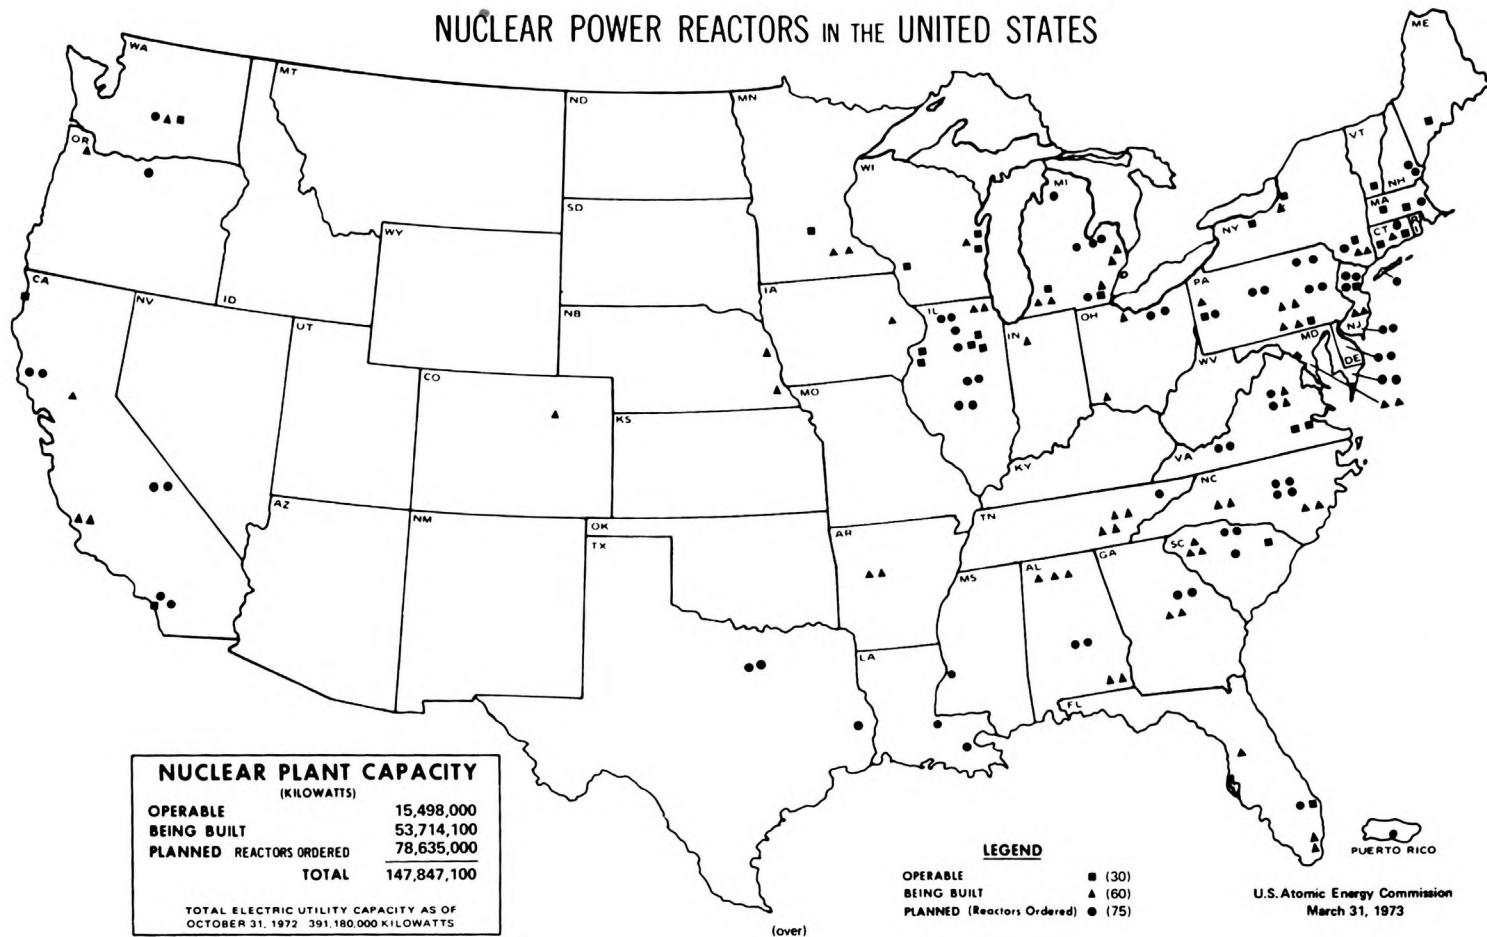 NUCLEAR POWER REACTORS IN THE UNITED STATES
WA
MT
ND
MN
ME
OR
ID
WY
SD
WI
MI
VT
NH
NY
MA
CT
RI
CA
NV
UT
CO
NB
IA
IL
IN
OH
PA
NJ
MD
DE
WV
VA
KS
MO
KY
AZ
NM
OK
TX
AR
TN
NC
SC
MS
AL
GA
LA
FL
NUCLEAR PLANT CAPACITY
(KILOWATTS)
OPERABLE 15,498,000
BEING BUILT 53,714,100
PLANNED REACTORS ORDERED 78,635,000
TOTAL 147,847,100
TOTAL ELECTRIC UTILITY CAPACITY AS OF
OCTOBER 31, 1972 391,180,000 KILOWATTS
LEGEND
OPERABLE ■ (30)
BEING BUILT ▲ (60)
PLANNED (Reactors Ordered) ● (75)
PUERTO RICO
U.S. Atomic Energy Commission
March 31, 1973
(over)